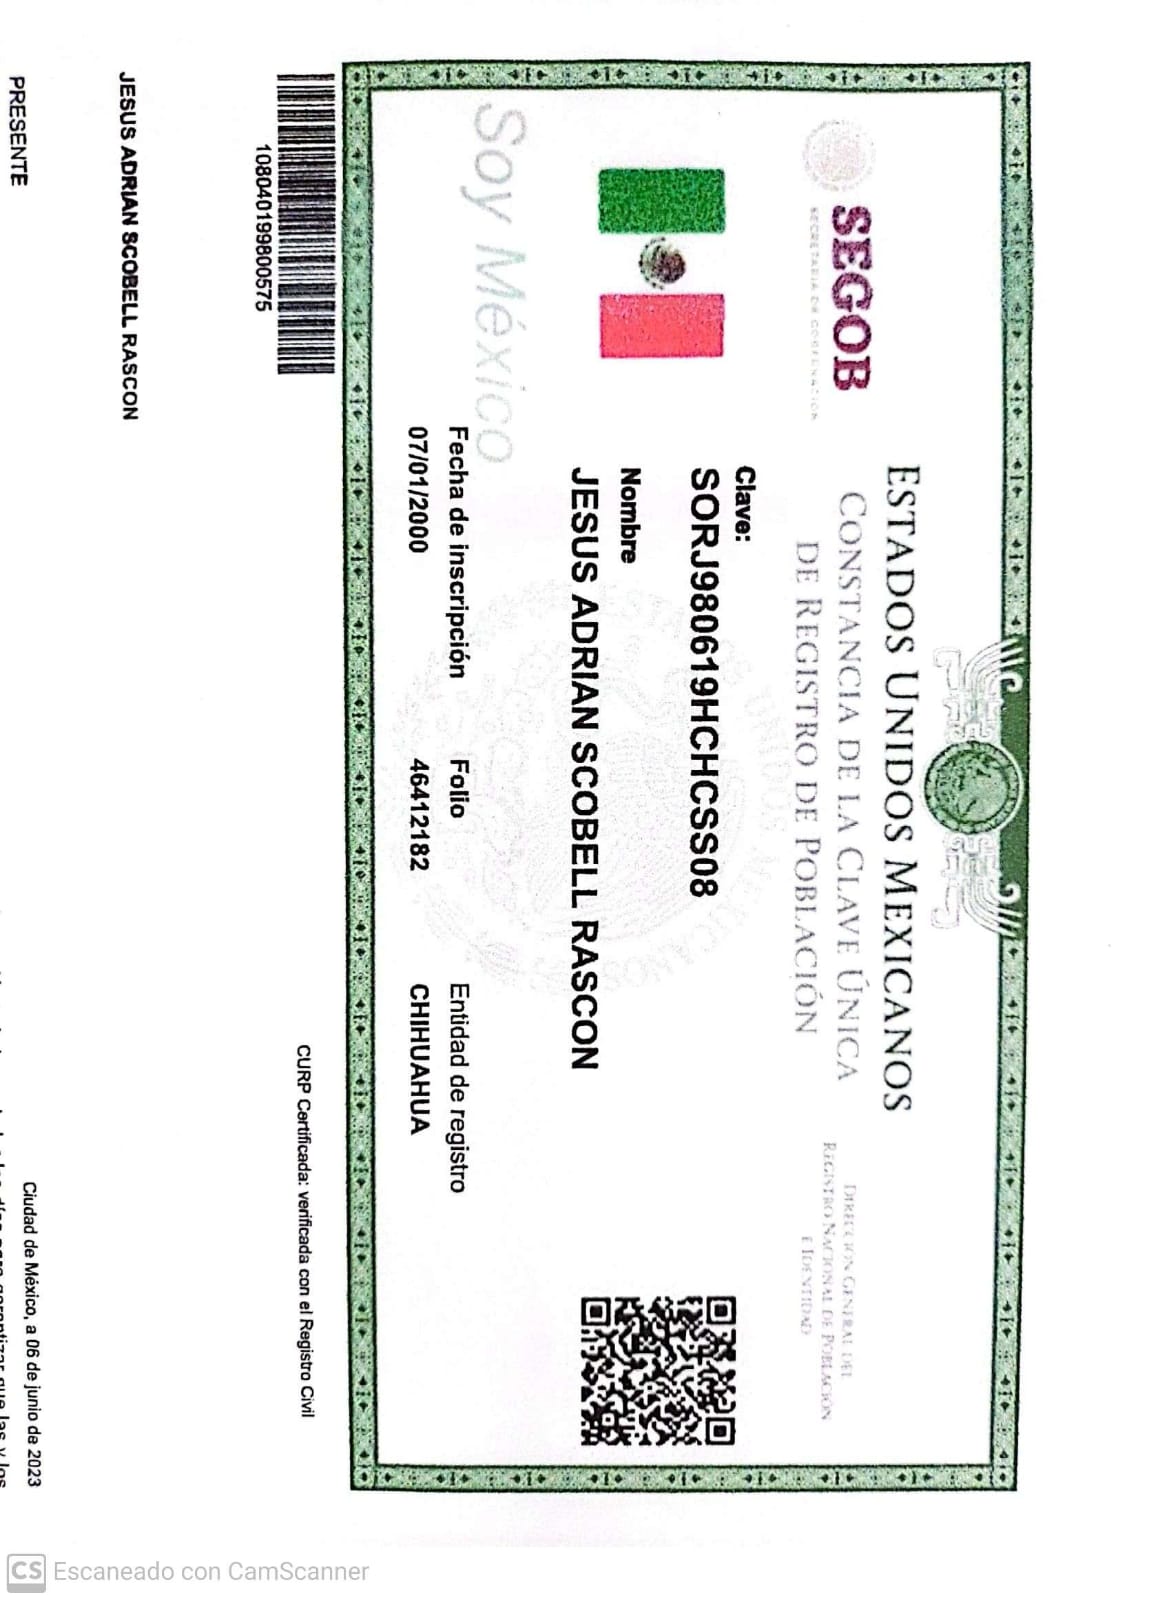 ESTADOS UNIDOS MEXICANOS
CONSTANCIA DE LA CLAVE ÚNICA
DE REGISTRO DE POBLACIÓN
SEGOB
SECRETARÍA DE GOBERNACIÓN
DIRECCIÓN GENERAL DEL
REGISTRO NACIONAL DE POBLACIÓN
E IDENTIDAD
Clave:
SORJ980619HCHCSS08
Nombre
JESUS ADRIAN SCOBELL RASCON
Soy México
Fecha de inscripción
07/01/2000
Folio
46412182
Entidad de registro
CHIHUAHUA
108040199800575
CURP Certificada: verificada con el Registro Civil
JESUS ADRIAN SCOBELL RASCON
PRESENTE
Ciudad de México, a 06 de junio de 2023
CS Escaneado con CamScanner